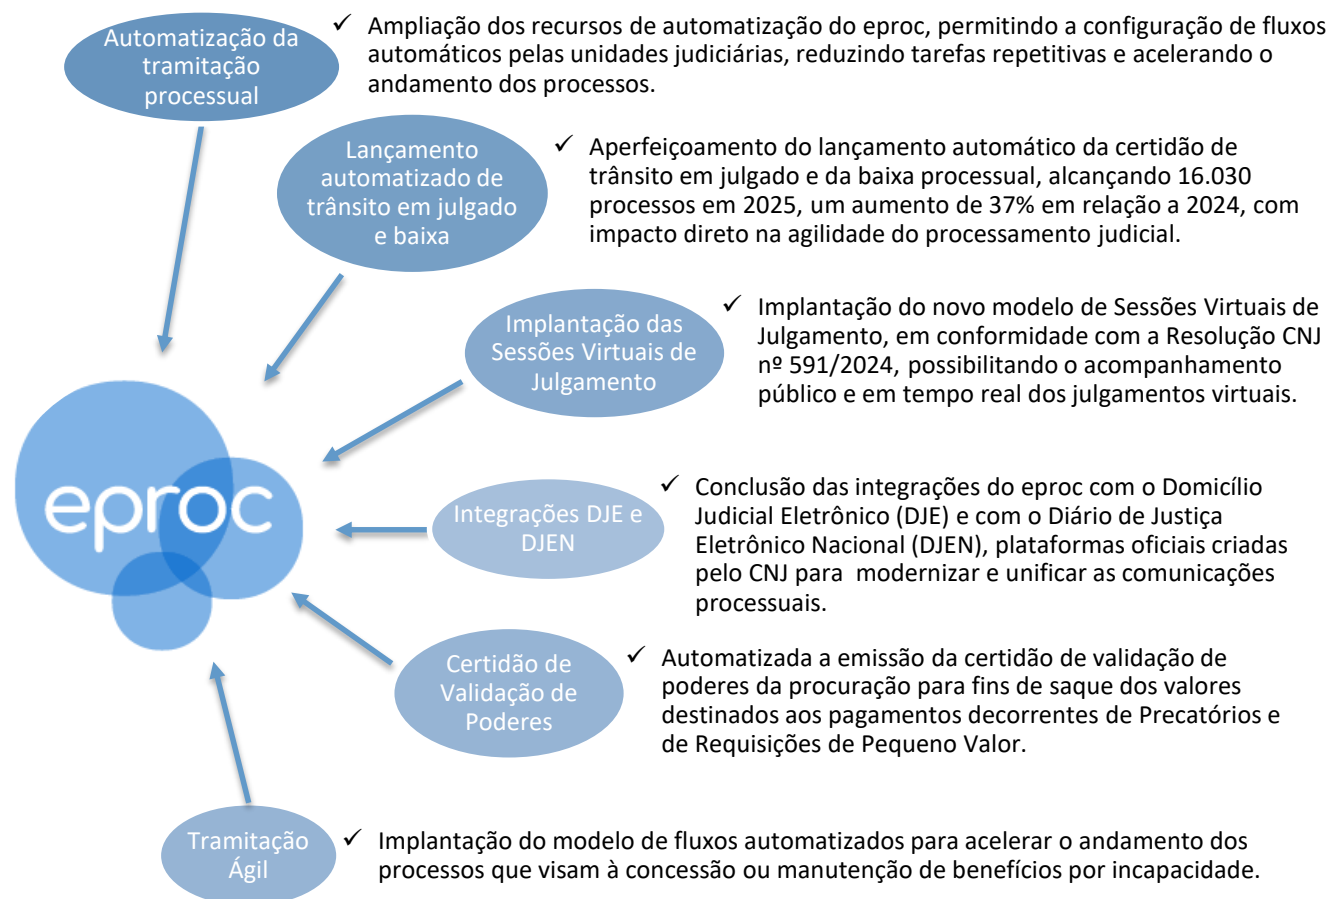 Automatização da
tramitação
processual
✓ Ampliação dos recursos de automatização do eproc, permitindo a configuração de fluxos
automáticos pelas unidades judiciárias, reduzindo tarefas repetitivas e acelerando o
andamento dos processos.
Lançamento
automatizado de
trânsito em julgado
e baixa
✓ Aperfeiçoamento do lançamento automático da certidão de
trânsito em julgado e da baixa processual, alcançando 16.030
processos em 2025, um aumento de 37% em relação a 2024, com
impacto direto na agilidade do processamento judicial.
Implantação das
Sessões Virtuais de
Julgamento
✓ Implantação do novo modelo de Sessões Virtuais de
Julgamento, em conformidade com a Resolução CNJ
nº 591/2024, possibilitando o acompanhamento
público e em tempo real dos julgamentos virtuais.
eproc
Integrações DJE e
DJEN
✓ Conclusão das integrações do eproc com o Domicílio
Judicial Eletrônico (DJE) e com o Diário de Justiça
Eletrônico Nacional (DJEN), plataformas oficiais criadas
pelo CNJ para modernizar e unificar as comunicações
processuais.
Certidão de
Validação de
Poderes
✓ Automatizada a emissão da certidão de validação de
poderes da procuração para fins de saque dos valores
destinados aos pagamentos decorrentes de Precatórios e
de Requisições de Pequeno Valor.
Tramitação
Ágil
✓ Implantação do modelo de fluxos automatizados para acelerar o andamento dos
processos que visam à concessão ou manutenção de benefícios por incapacidade.